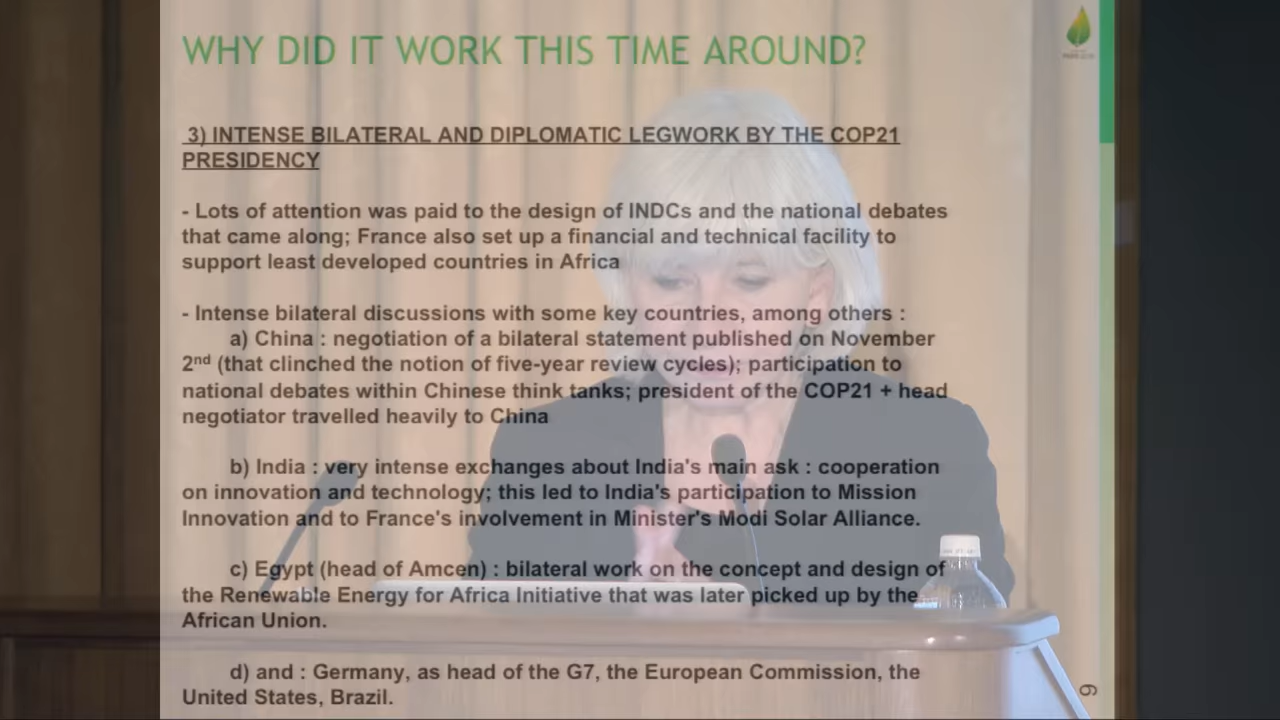 WHY DID IT WORK THIS TIME AROUND?
3) INTENSE BILATERAL AND DIPLOMATIC LEGWORK BY THE COP21
PRESIDENCY
- Lots of attention was paid to the design of INDCs and the national debates
that came along; France also set up a financial and technical facility to
support least developed countries in Africa
- Intense bilateral discussions with some key countries, among others :
a) China : negotiation of a bilateral statement published on November
2nd (that clinched the notion of five-year review cycles); participation to
national debates within Chinese think tanks; president of the COP21 + head
negotiator travelled heavily to China
b) India : very intense exchanges about India's main ask : cooperation
on innovation and technology; this led to India's participation to Mission
Innovation and to France's involvement in Minister's Modi Solar Alliance.
c) Egypt (head of Amcen) : bilateral work on the concept and design of
the Renewable Energy for Africa Initiative that was later picked up by the
African Union.
d) and : Germany, as head of the G7, the European Commission, the
United States, Brazil.
6